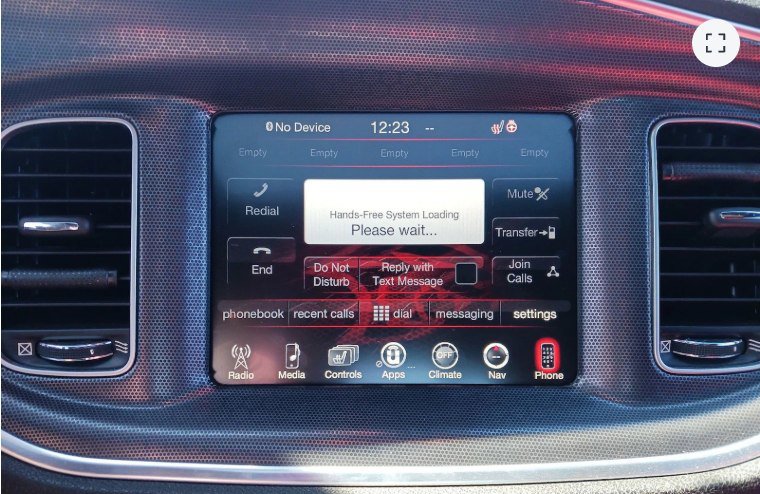 No Device 12:23 --
Empty Empty Empty Empty Empty
Redial
Hands-Free System Loading
Please wait...
Mute
Transfer
End
Do Not
Disturb
Reply with
Text Message
Join
Calls
phonebook recent calls dial messaging settings
OFF --
Radio Media Controls Apps Climate Nav Phone